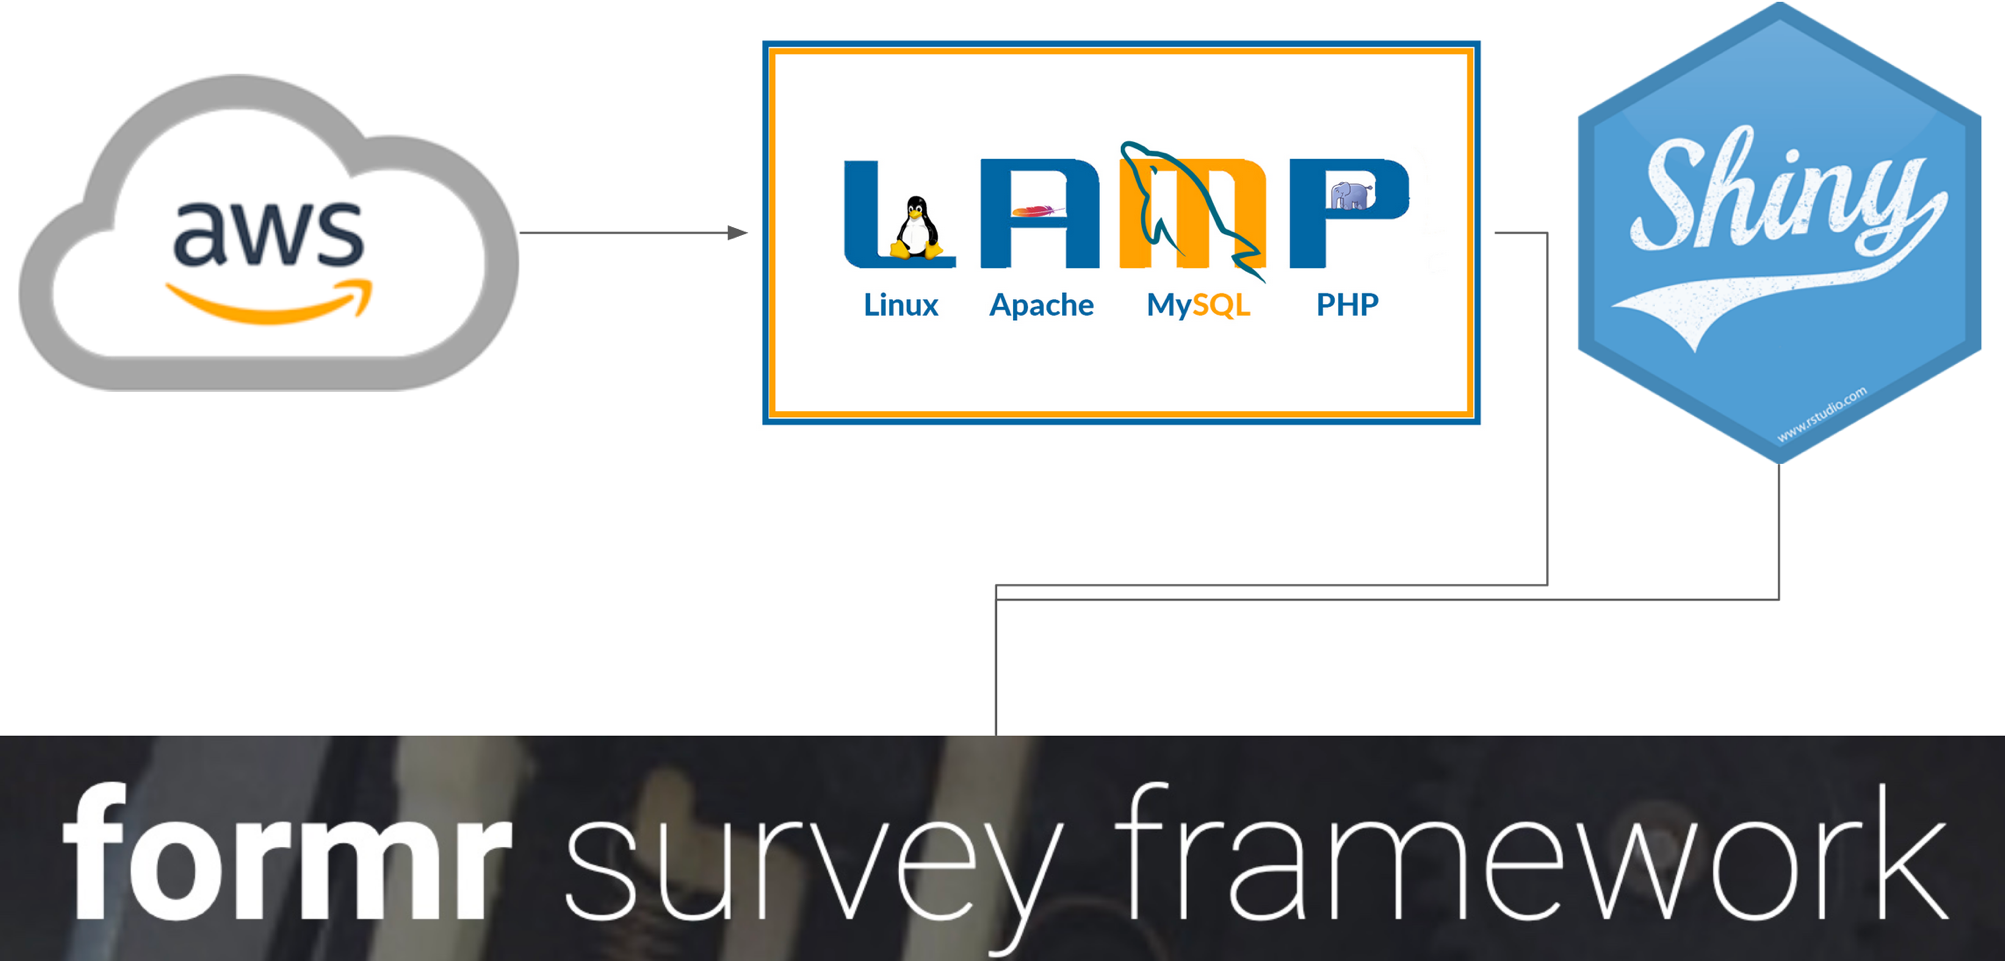 aws
LAMP
Linux Apache MySQL PHP
Shiny
www.rstudio.com
formr survey framework